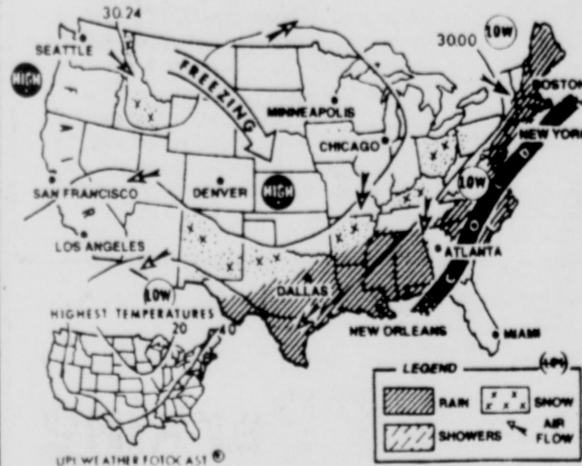 30.24
SEATTLE
HIGH
FREEZING
LOW
30.00
BOSTON
MINNEAPOLIS
NEW YORK
CHICAGO
F
A
I
SAN FRANCISCO
DENVER
HIGH
LOW
LOS ANGELES
ATLANTA
DALLAS
LOW
HIGHEST TEMPERATURES
20
40
NEW ORLEANS
MIAMI
LEGEND
RAIN
SNOW
SHOWERS
AIR
FLOW
UPI WEATHER FOTOCAST ®